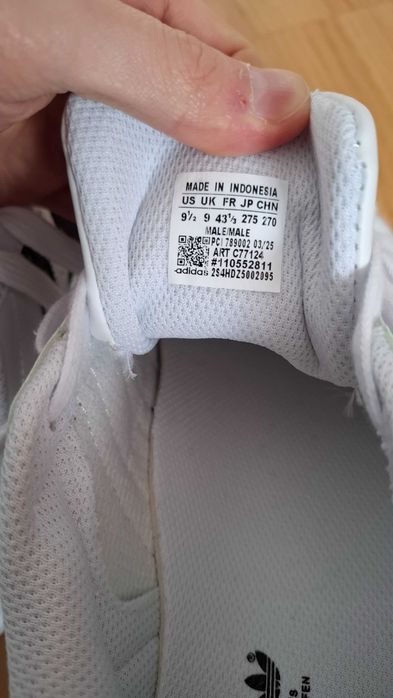 MADE IN INDONESIA
US UK FR JP CHN
9½ 9 43⅓ 275 270
MALE/MALE
PCI 789002 03/25
ART C77124
#110552811
adidas 2S4HDZ5002095